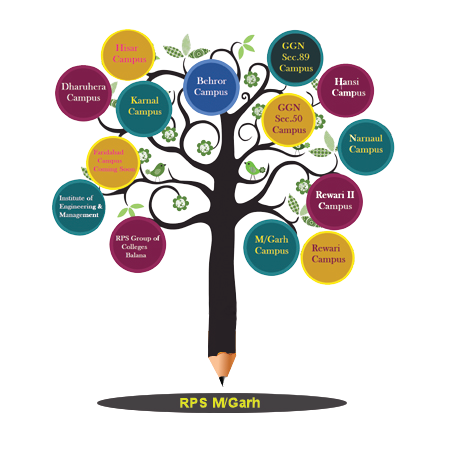 Hisar
Campus
GGN
Sec.89
Campus
Dharuhera
Campus
Karnal
Campus
Behror
Campus
Hansi
Campus
GGN
Sec.50
Campus
Narnaul
Campus
Faridabad
Campus
Coming Soon
Institute of
Engineering &
Management
Rewari II
Campus
RPS Group of
Colleges
Balana
M/Garh
Campus
Rewari
Campus
RPS M/Garh